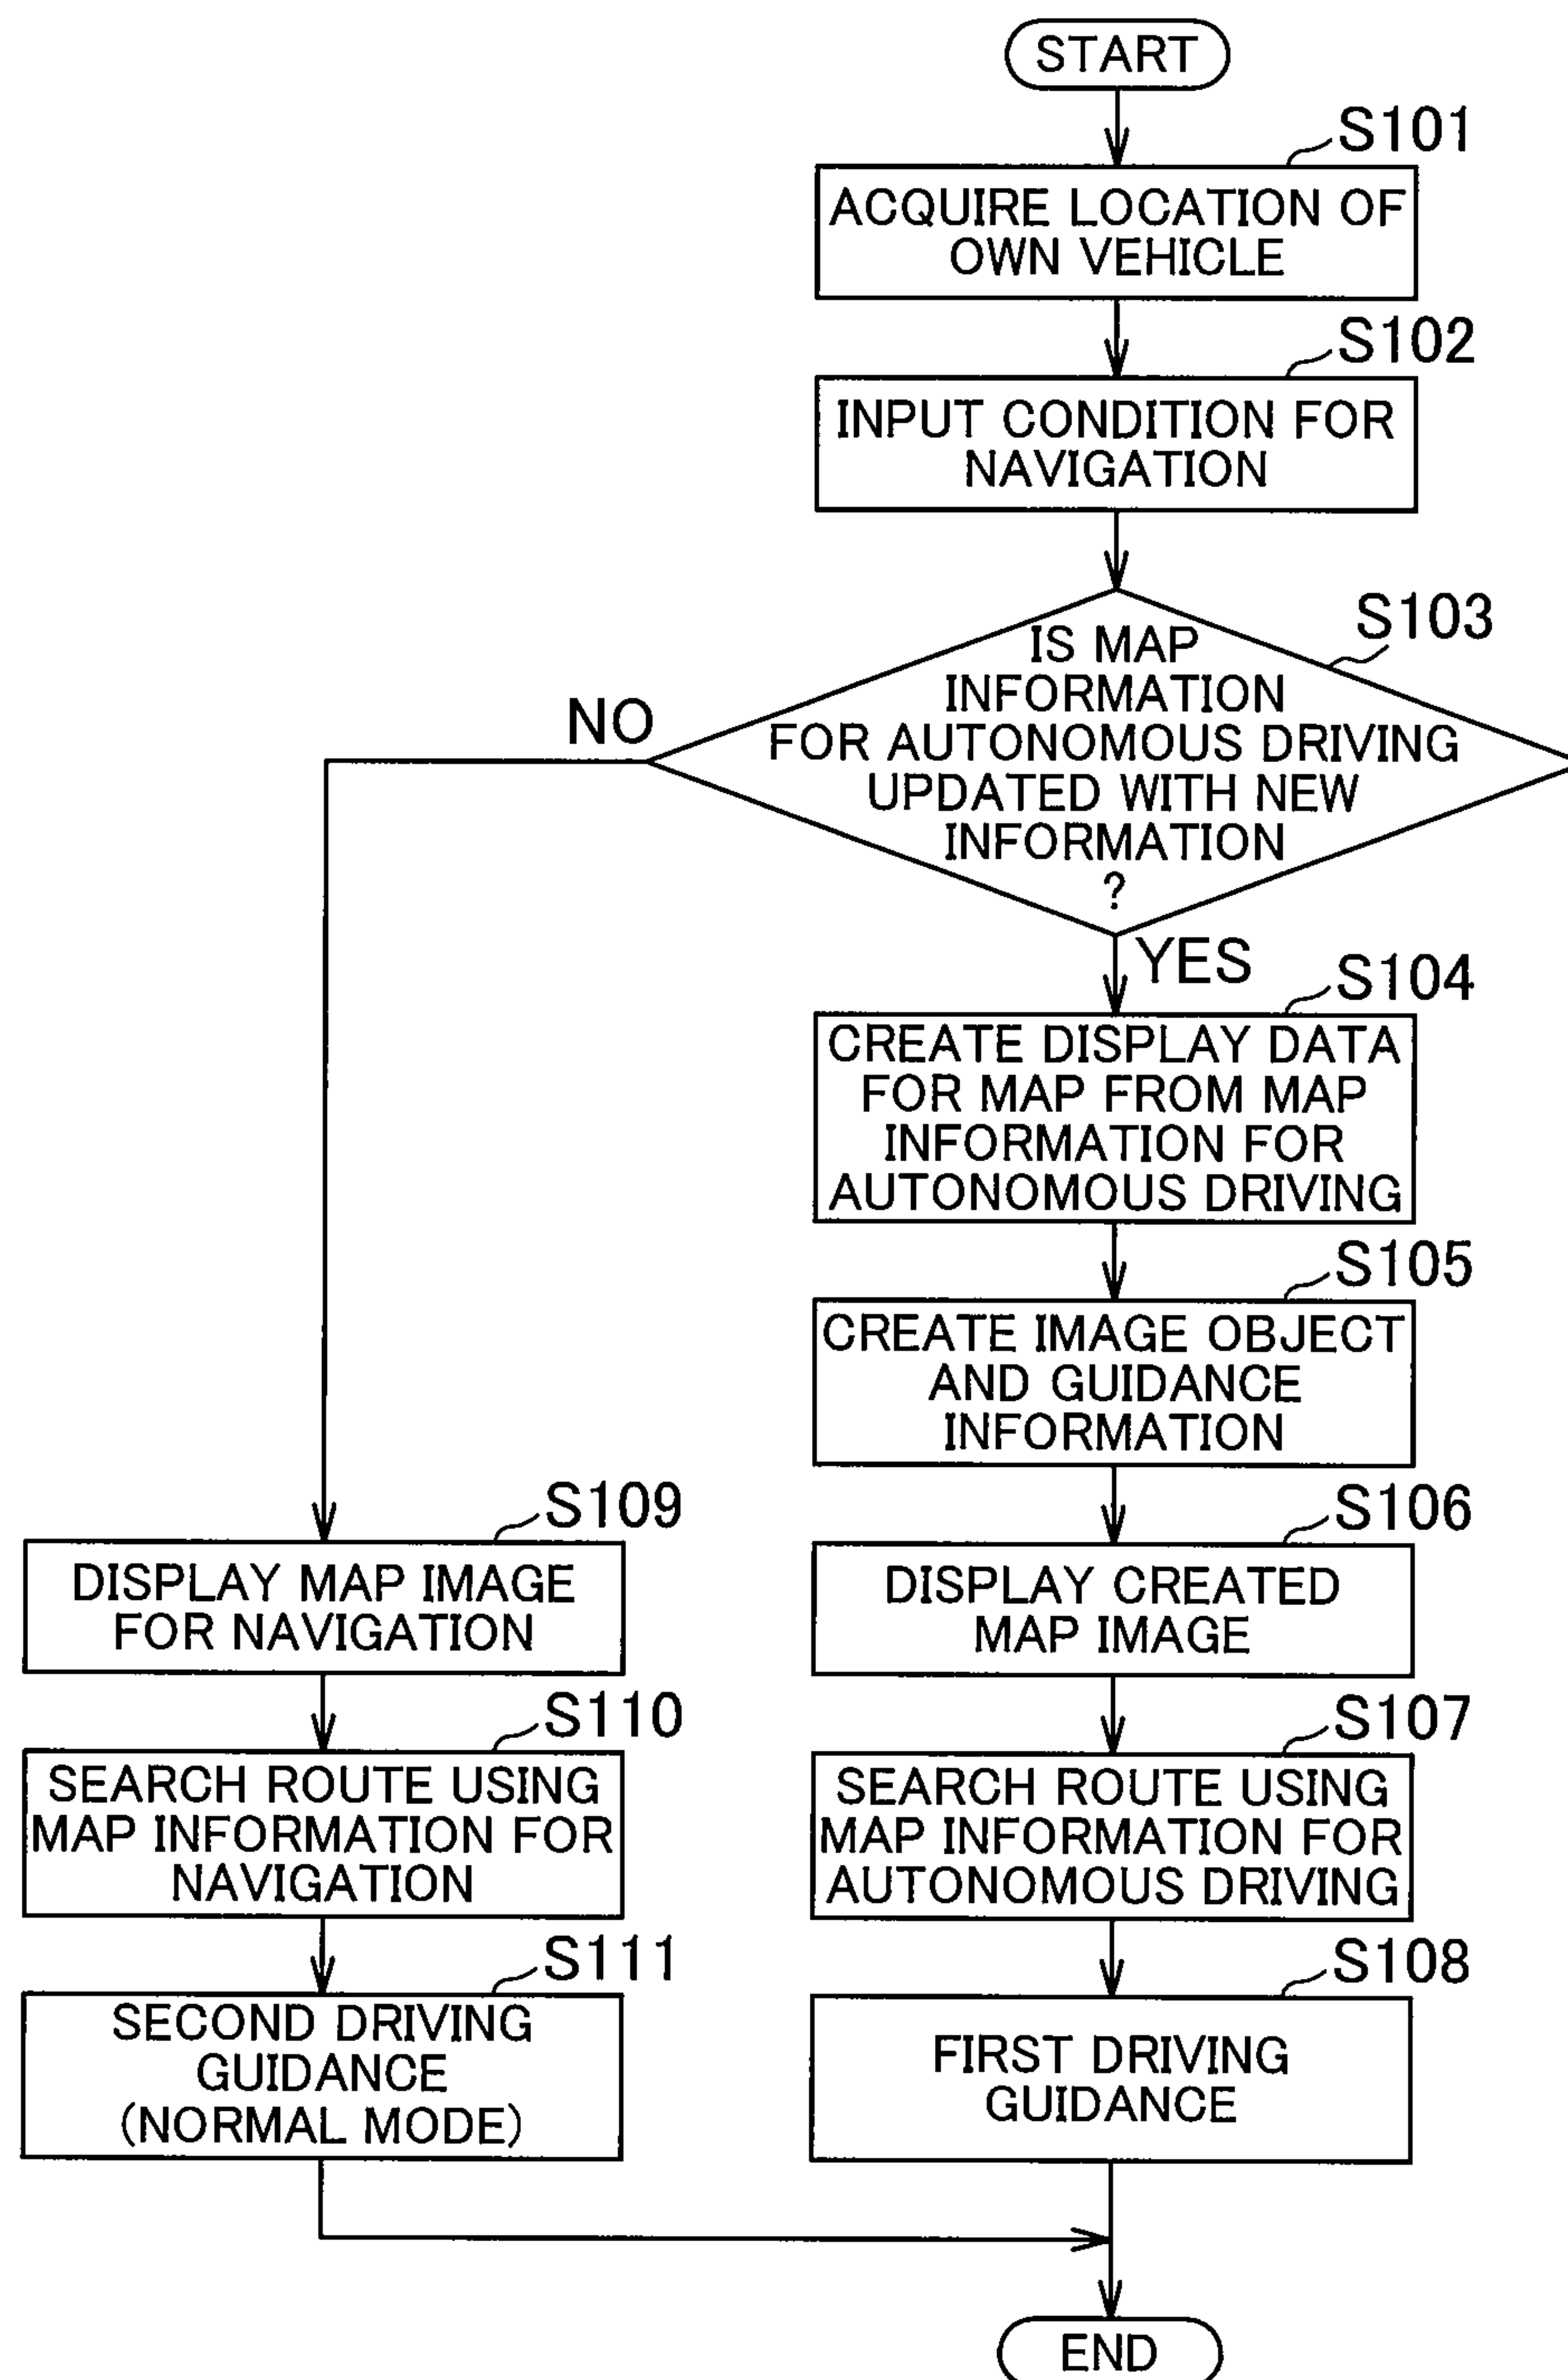 START
S101
ACQUIRE LOCATION OF
OWN VEHICLE
S102
INPUT CONDITION FOR
NAVIGATION
S103
IS MAP
INFORMATION
FOR AUTONOMOUS DRIVING
UPDATED WITH NEW
INFORMATION
?
NO
YES
S104
CREATE DISPLAY DATA
FOR MAP FROM MAP
INFORMATION FOR
AUTONOMOUS DRIVING
S105
CREATE IMAGE OBJECT
AND GUIDANCE
INFORMATION
S106
DISPLAY CREATED
MAP IMAGE
S107
SEARCH ROUTE USING
MAP INFORMATION FOR
AUTONOMOUS DRIVING
S108
FIRST DRIVING
GUIDANCE
S109
DISPLAY MAP IMAGE
FOR NAVIGATION
S110
SEARCH ROUTE USING
MAP INFORMATION FOR
NAVIGATION
S111
SECOND DRIVING
GUIDANCE
(NORMAL MODE)
END